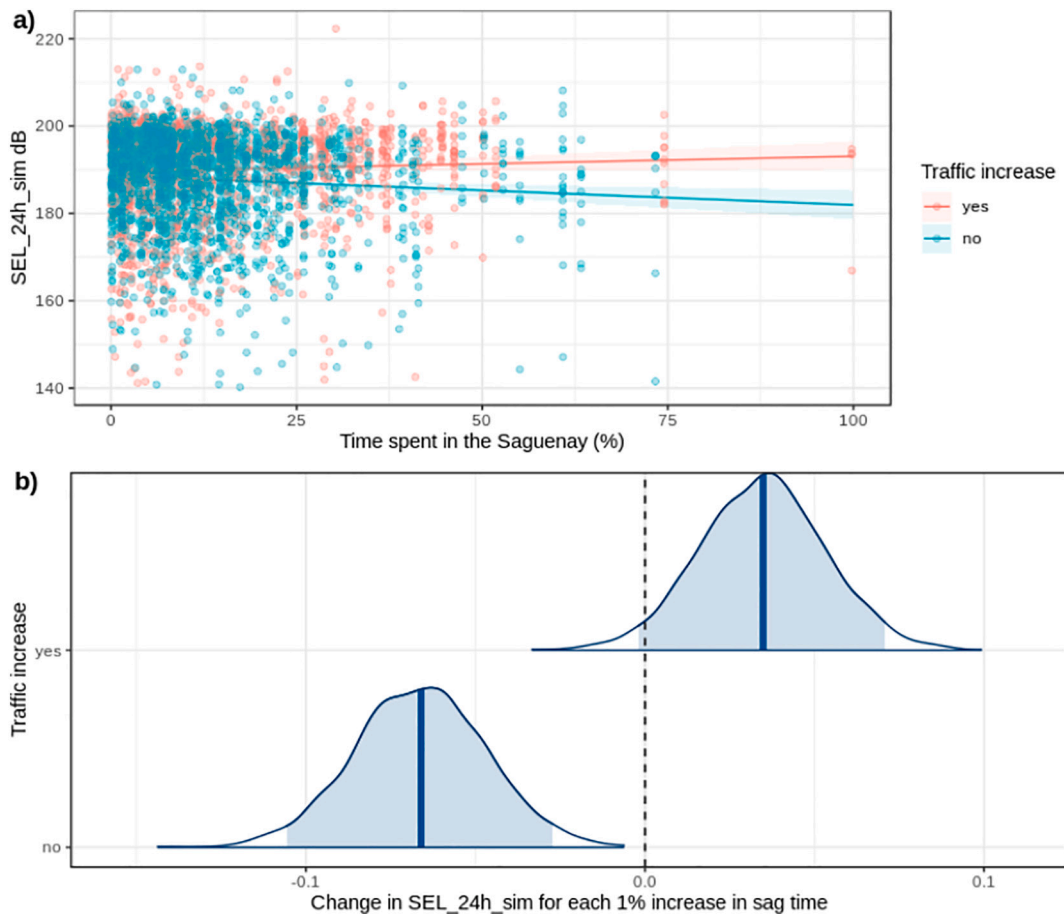 a)
220
200
180
160
140
SEL_24h_sim dB
0
25
50
75
100
Time spent in the Saguenay (%)
Traffic increase
yes
no
b)
Traffic increase
yes
no
-0.1
0.0
0.1
Change in SEL_24h_sim for each 1% increase in sag time